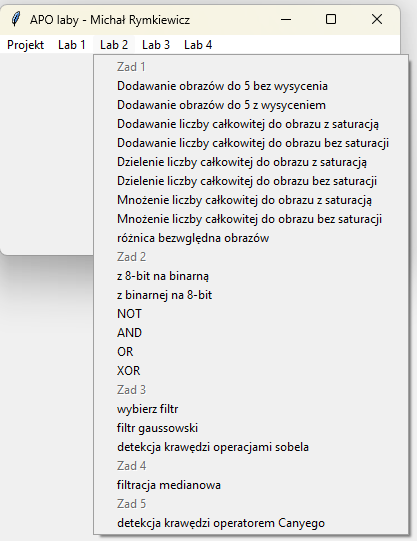 APO laby - Michał Rymkiewicz
Projekt Lab 1 Lab 2 Lab 3 Lab 4
Zad 1
Dodawanie obrazów do 5 bez wysycenia
Dodawanie obrazów do 5 z wysyceniem
Dodawanie liczby całkowitej do obrazu z saturacją
Dodawanie liczby całkowitej do obrazu bez saturacji
Dzielenie liczby całkowitej do obrazu z saturacją
Dzielenie liczby całkowitej do obrazu bez saturacji
Mnożenie liczby całkowitej do obrazu z saturacją
Mnożenie liczby całkowitej do obrazu bez saturacji
różnica bezwględna obrazów
Zad 2
z 8-bit na binarną
z binarnej na 8-bit
NOT
AND
OR
XOR
Zad 3
wybierz filtr
filtr gaussowski
detekcja krawędzi operacjami sobela
Zad 4
filtracja medianowa
Zad 5
detekcja krawędzi operatorem Canyego